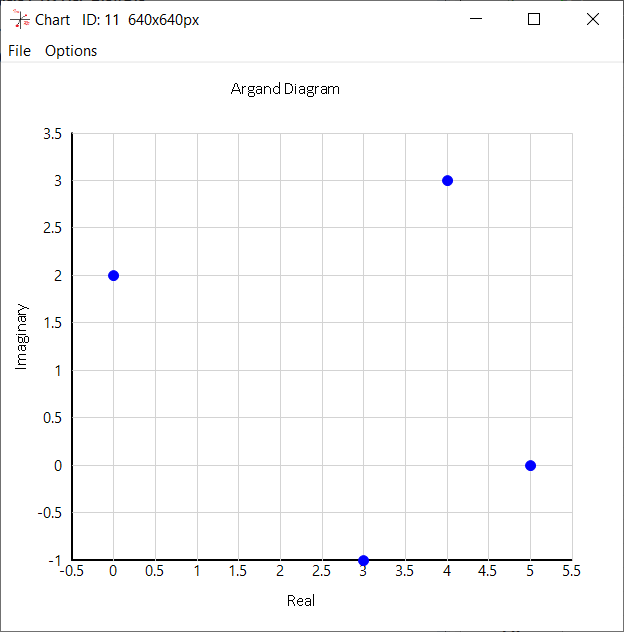 Chart ID: 11 640x640px
File Options
Argand Diagram
3.5
3
2.5
2
1.5
1
0.5
0
-0.5
-1
Imaginary
-0.5 0 0.5 1 1.5 2 2.5 3 3.5 4 4.5 5 5.5
Real